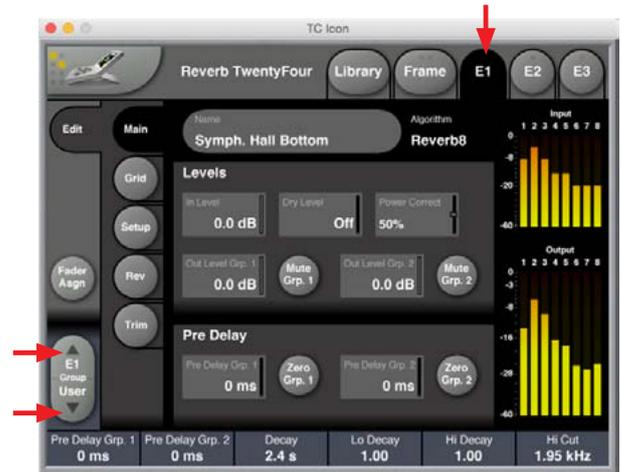 TC Icon
Reverb TwentyFour
Library
Frame
E1
E2
E3
Edit
Main
Name
Symph. Hall Bottom
Algorithm
Reverb8
Input
1 2 3 4 5 6 7 8
0
-8
-20
-60
Grid
Levels
In Level
0.0 dB
Dry Level
Off
Power Correct
50%
Setup
Out Level Grp. 1
0.0 dB
Mute
Grp. 1
Out Level Grp. 2
0.0 dB
Mute
Grp. 2
Output
1 2 3 4 5 6 7 8
0
-3
-8
-16
-28
-40
Fader
Asgn
Rev
Trim
Pre Delay
Pre Delay Grp. 1
0 ms
Zero
Grp. 1
Pre Delay Grp. 2
0 ms
Zero
Grp. 2
E1
Group
User
Pre Delay Grp. 1
0 ms
Pre Delay Grp. 2
0 ms
Decay
2.4 s
Lo Decay
1.00
Hi Decay
1.00
Hi Cut
1.95 kHz